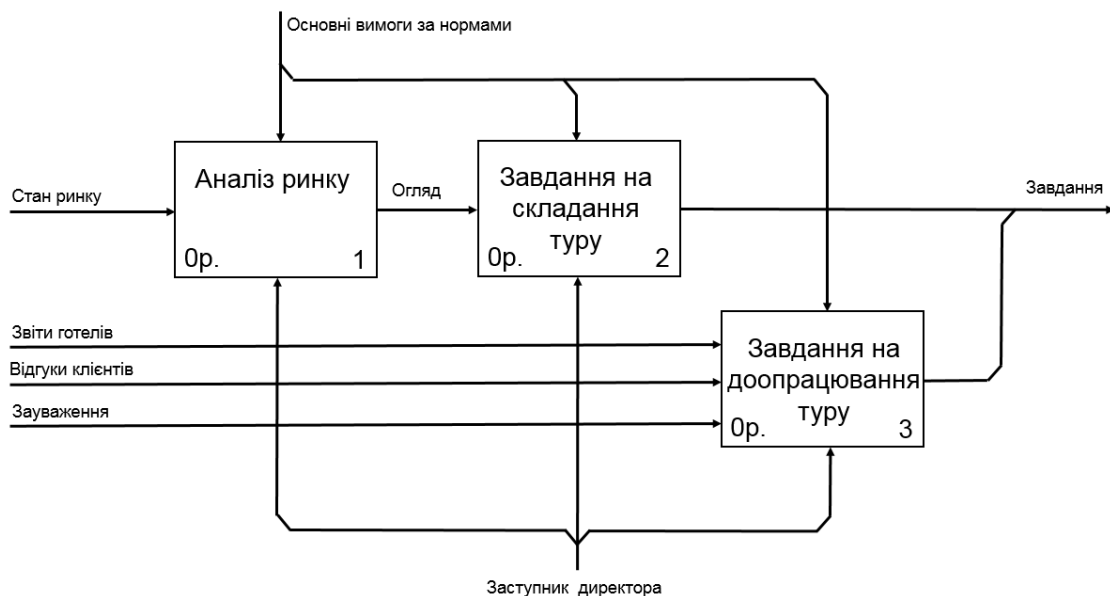 Основні вимоги за нормами
Стан ринку
Аналіз ринку
0р. 1
Огляд
Завдання на
складання
туру
0р. 2
Завдання
Звіти готелів
Відгуки клієнтів
Зауваження
Завдання на
доопрацювання
туру
0р. 3
Заступник директора